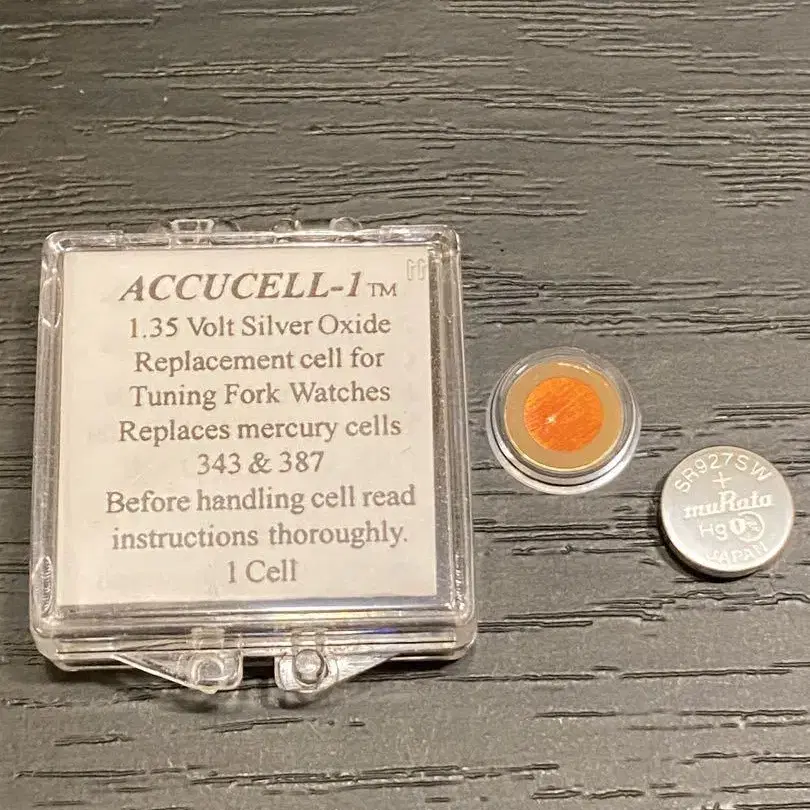 ACCUCELL-1™
1.35 Volt Silver Oxide
Replacement cell for
Tuning Fork Watches
Replaces mercury cells
343 & 387
Before handling cell read
instructions thoroughly.
1 Cell
SR927SW
+
muRata
Hg0
JAPAN